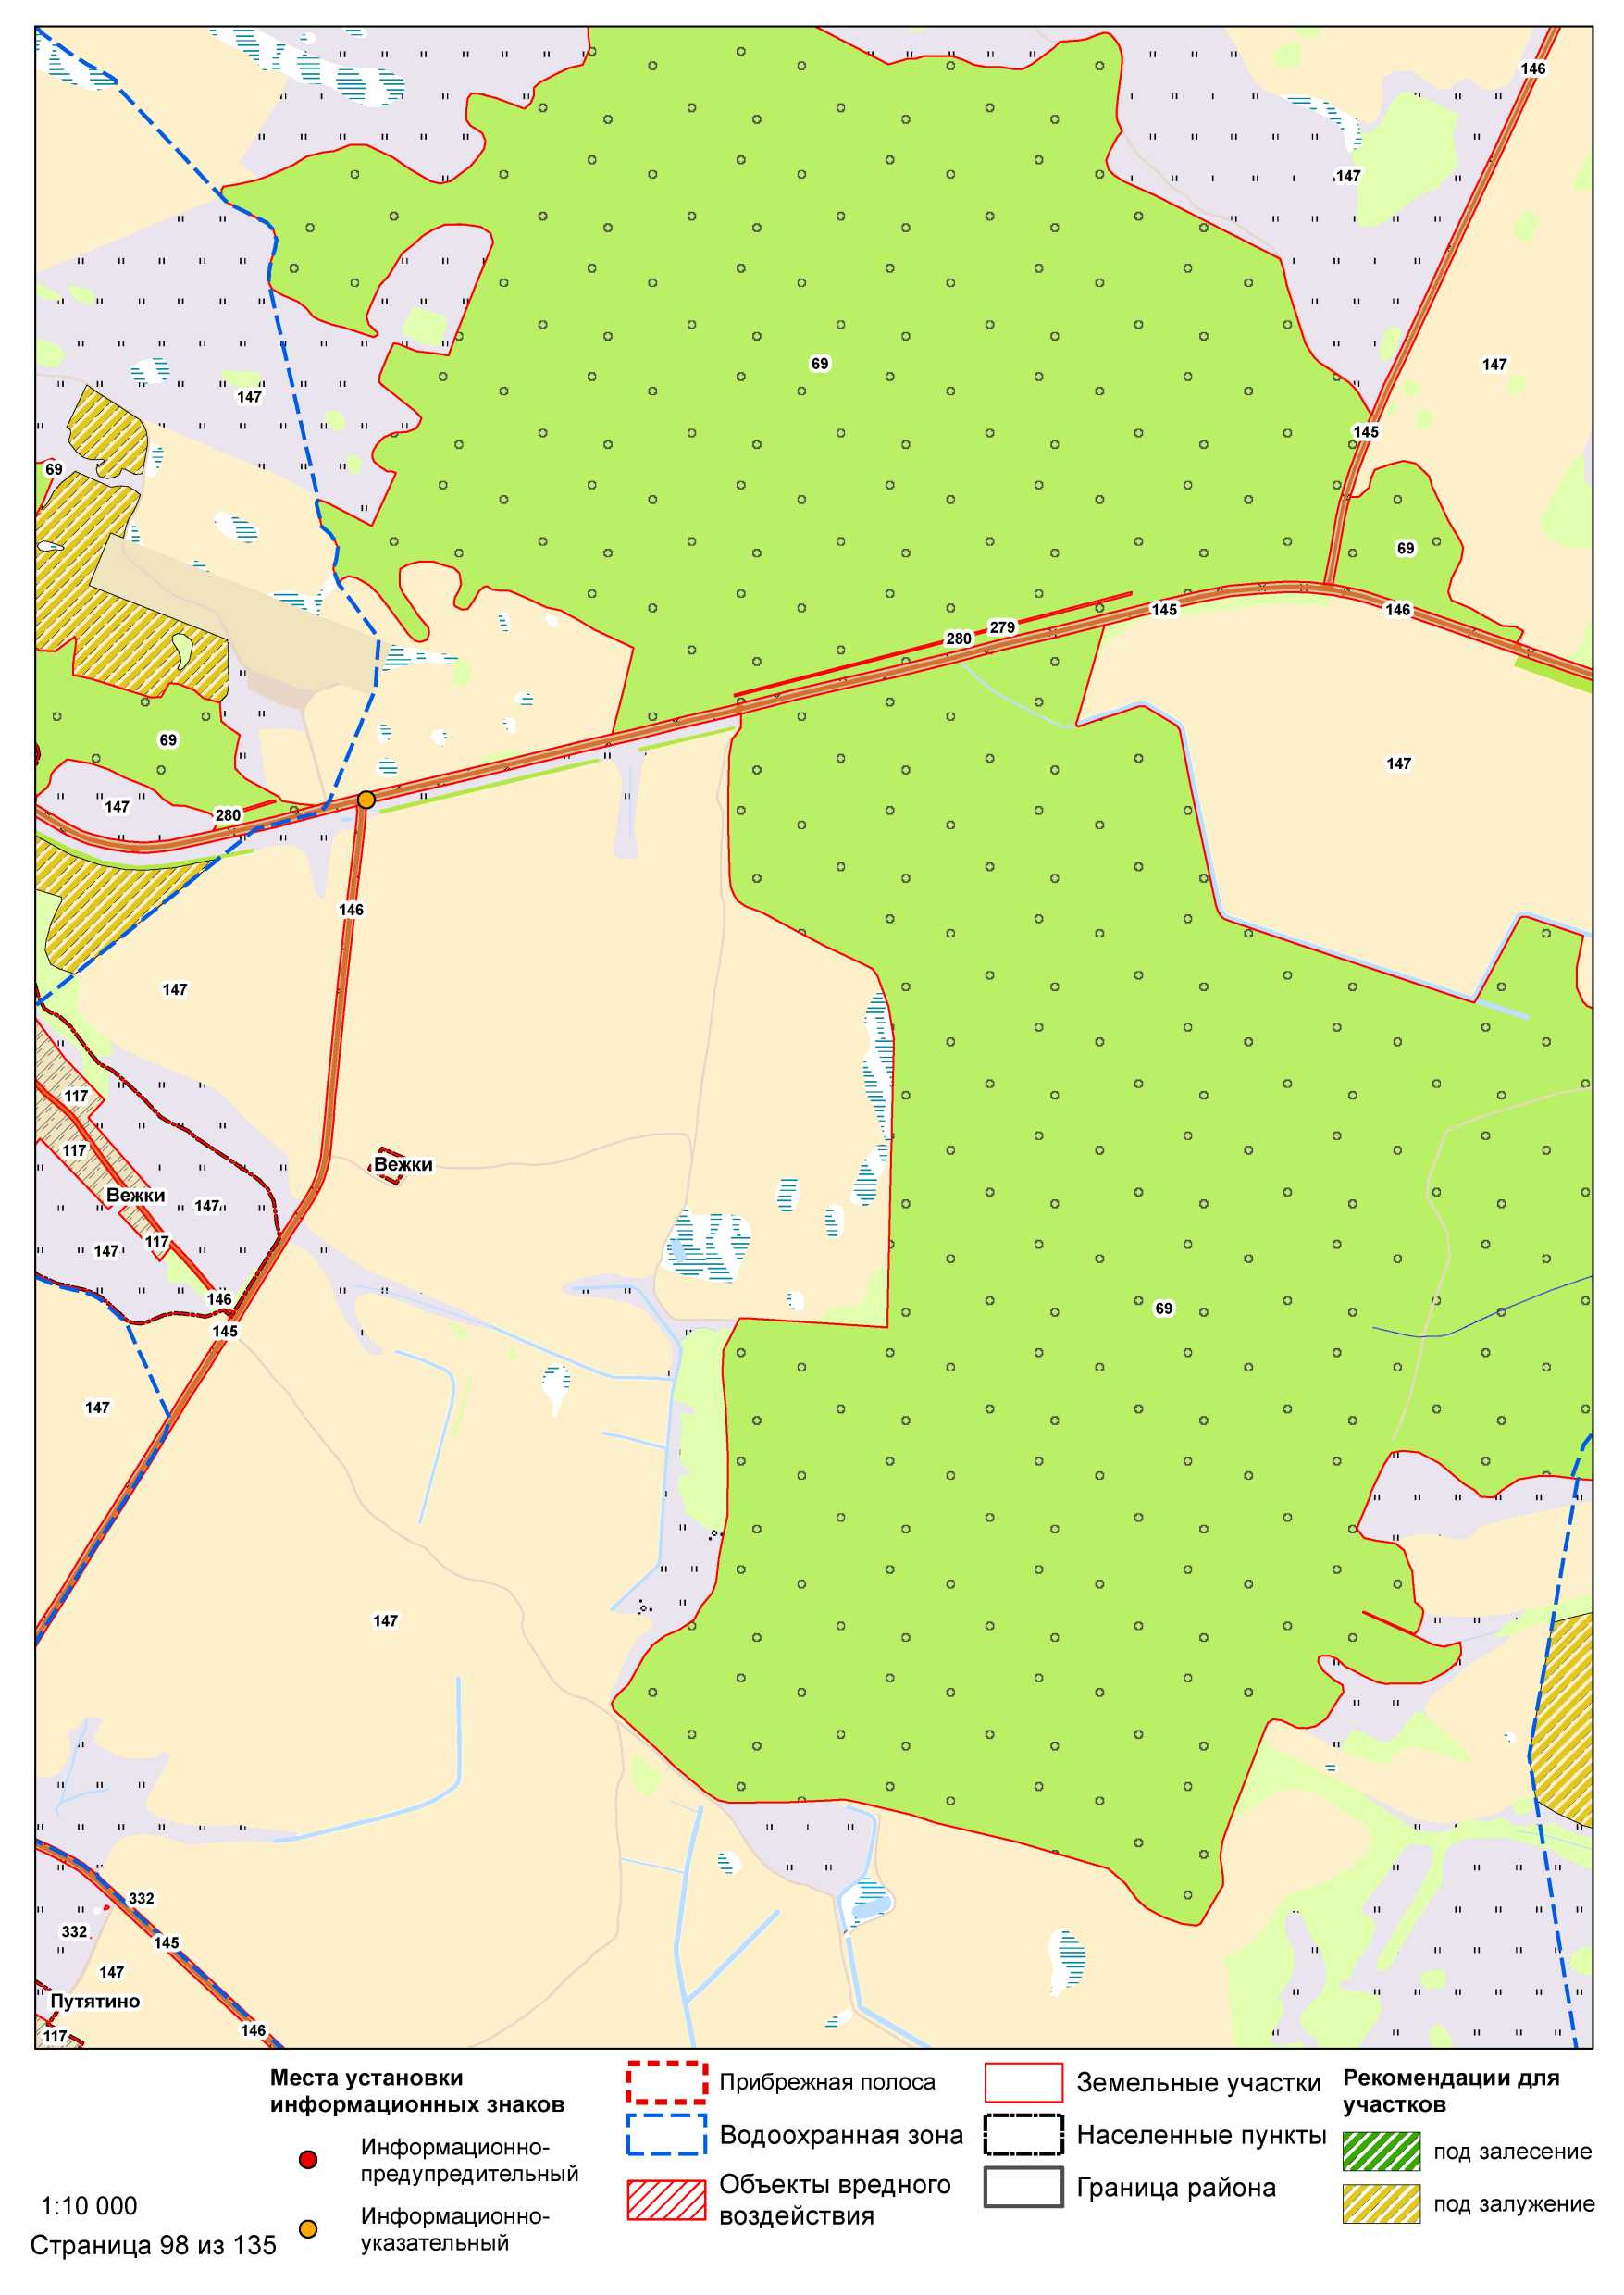 146
147
69
147
147
145
69
69
146
145
279
280
69
147
147
280
146
147
117
117
Вежки
Вежки
147
117
147
146
145
69
147
147
332
332
145
147
Путятино
146
117
Места установки
информационных знаков
Информационно-
предупредительный
Информационно-
указательный
Прибрежная полоса
Водоохранная зона
Объекты вредного
воздействия
Земельные участки
Населенные пункты
Граница района
Рекомендации для
участков
под залесение
под залужение
1:10 000
Страница 98 из 135